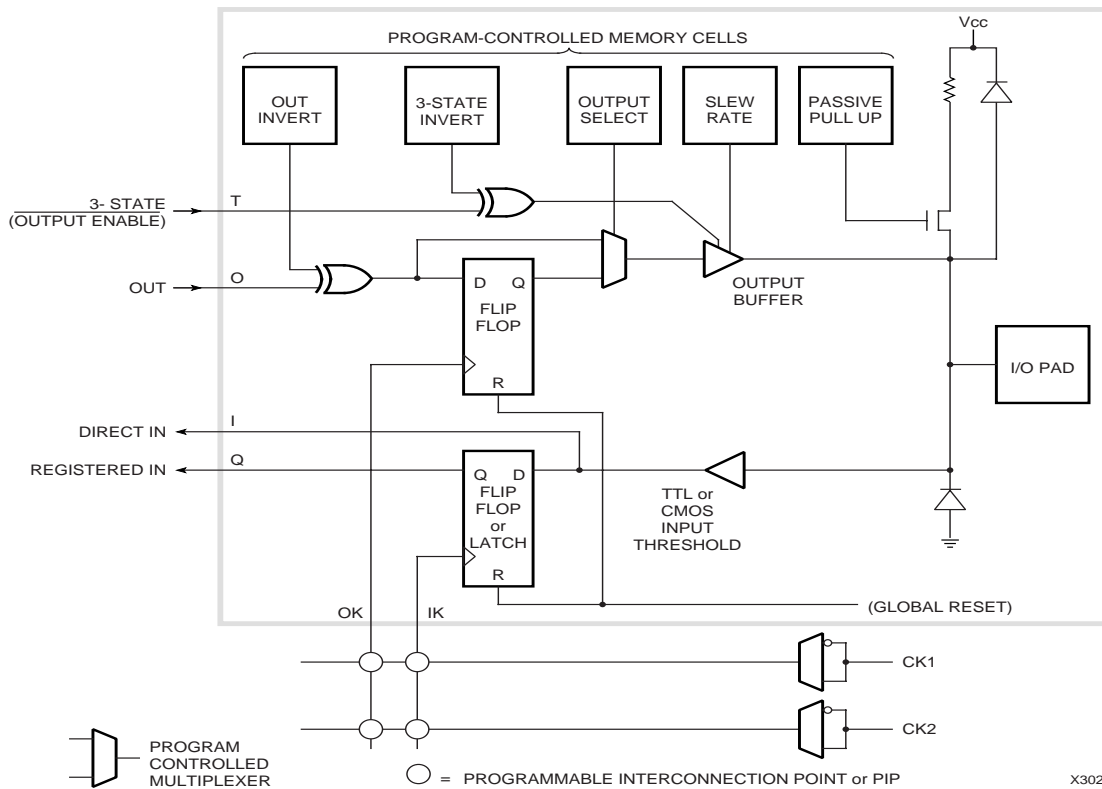 Vcc
PROGRAM-CONTROLLED MEMORY CELLS
OUT
INVERT
3-STATE
INVERT
OUTPUT
SELECT
SLEW
RATE
PASSIVE
PULL UP
3- STATE
(OUTPUT ENABLE)
T
OUT
O
D Q
FLIP
FLOP
R
OUTPUT
BUFFER
I/O PAD
DIRECT IN
I
REGISTERED IN
Q
Q D
FLIP
FLOP
or
LATCH
R
TTL or
CMOS
INPUT
THRESHOLD
OK
IK
(GLOBAL RESET)
CK1
CK2
PROGRAM
CONTROLLED
MULTIPLEXER
= PROGRAMMABLE INTERCONNECTION POINT or PIP
X302